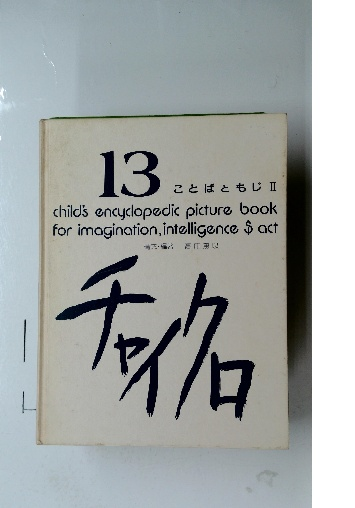 13 ことばともじ II
child's encyclopedic picture book
for imagination, intelligence & act
チャイクロ